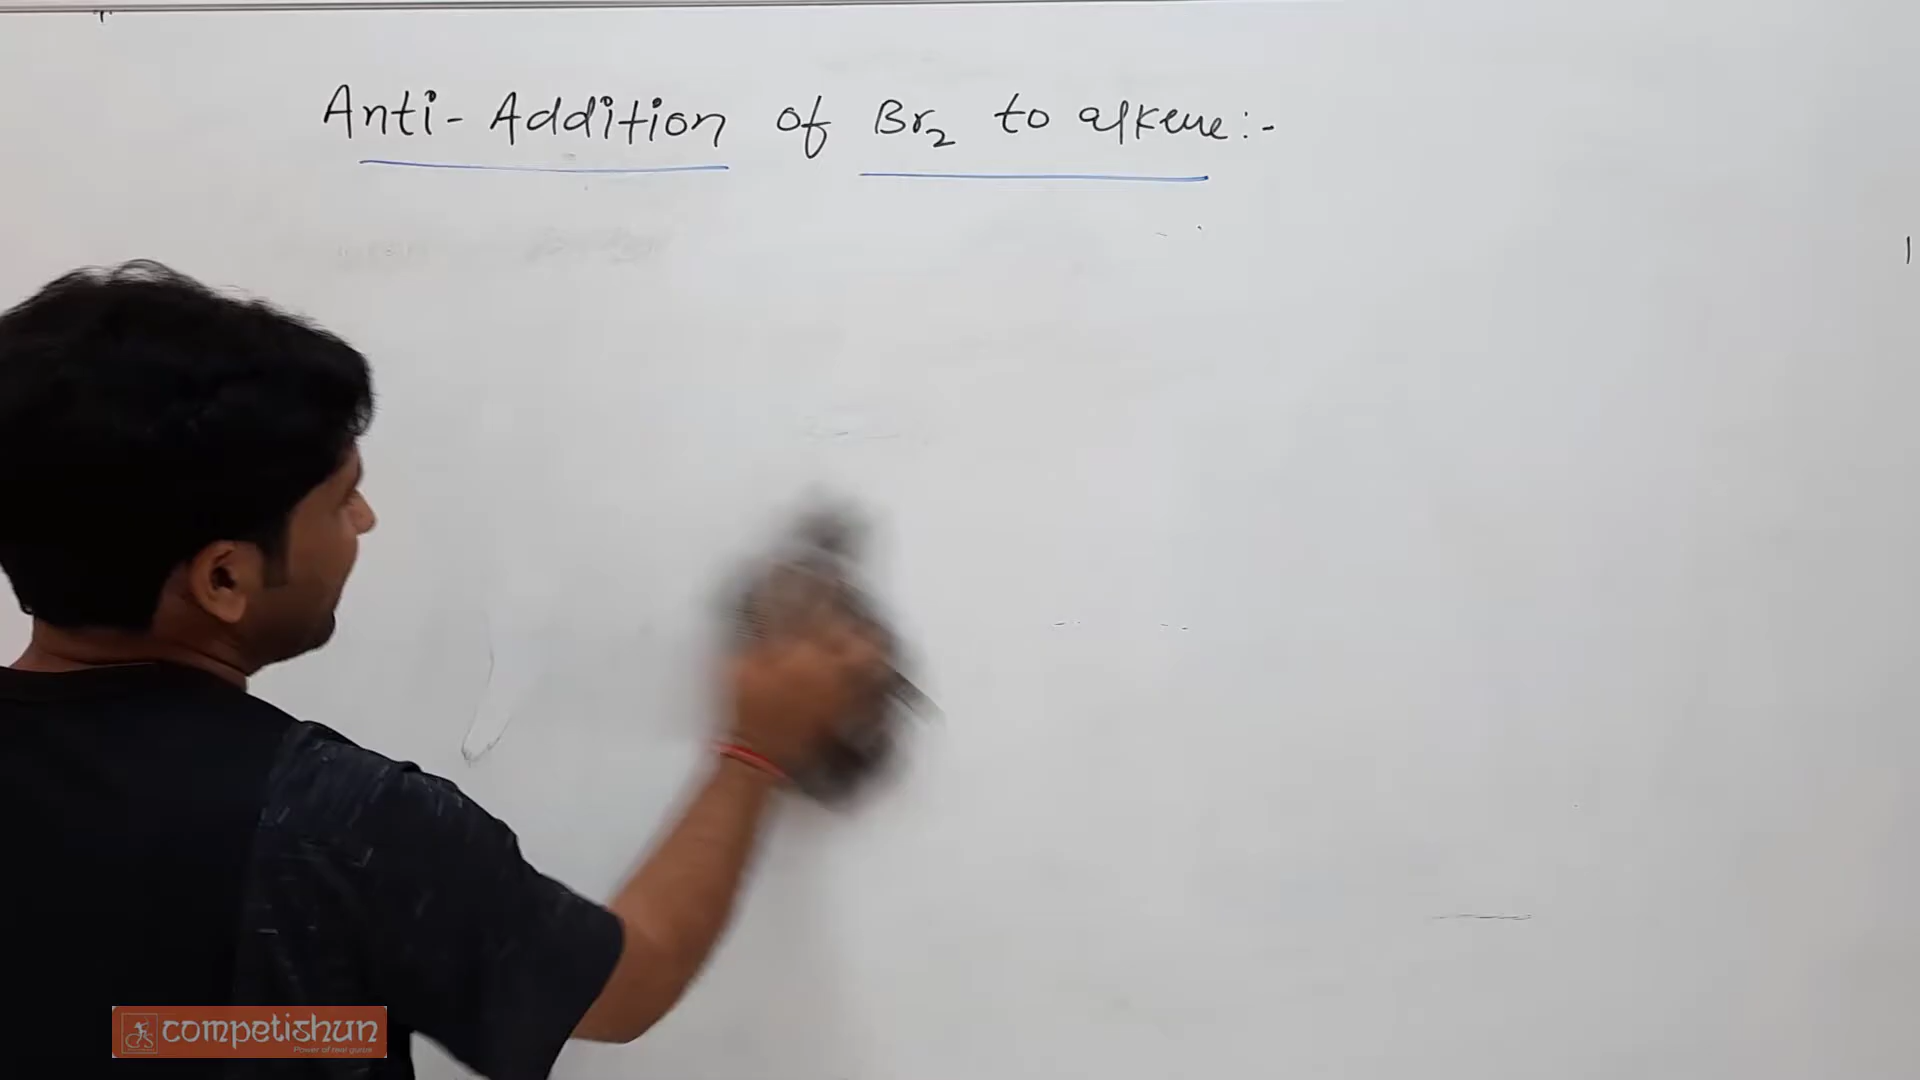 Anti-Addition of Br₂ to alkene:-
competishun
Power of real gurus